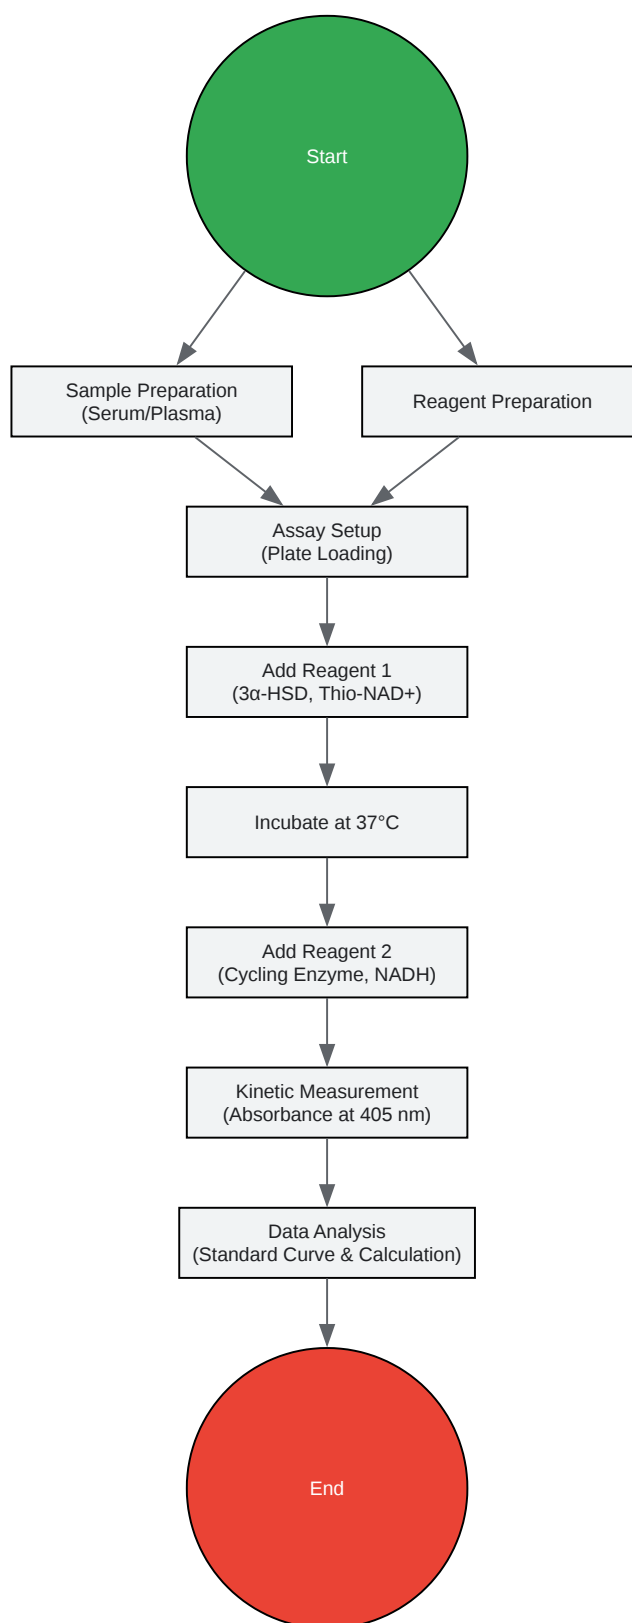 Start
Sample Preparation
(Serum/Plasma)
Reagent Preparation
Assay Setup
(Plate Loading)
Add Reagent 1
(3α-HSD, Thio-NAD+)
Incubate at 37°C
Add Reagent 2
(Cycling Enzyme, NADH)
Kinetic Measurement
(Absorbance at 405 nm)
Data Analysis
(Standard Curve & Calculation)
End